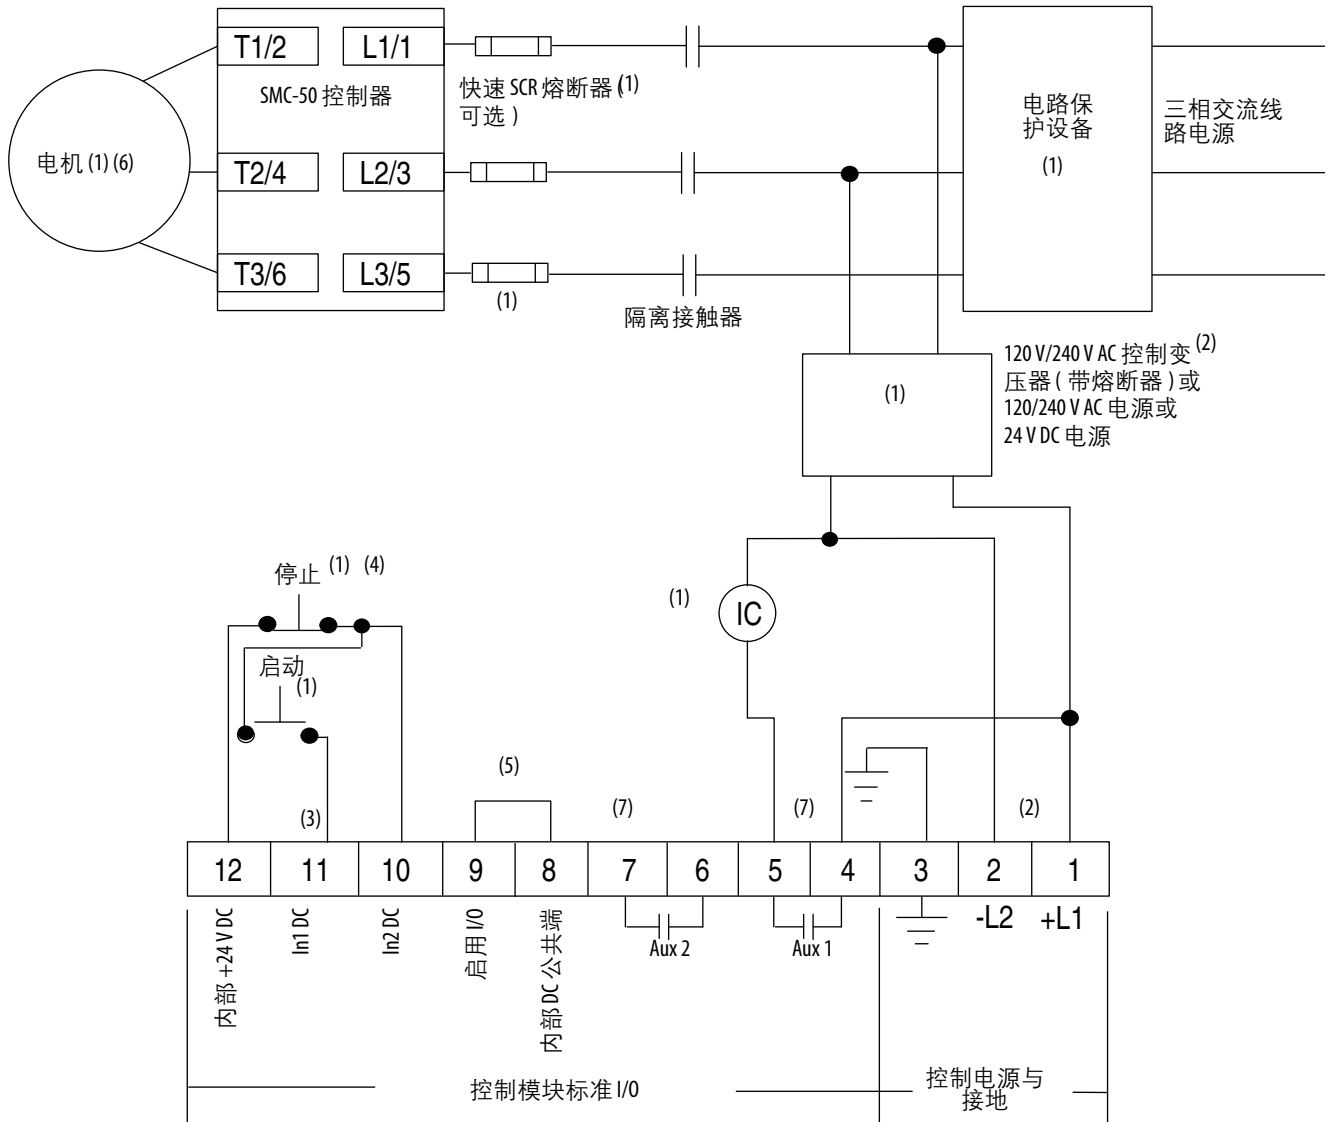 T1/2
L1/1
SMC-50 控制器
快速 SCR 熔断器 (1)
(可选)
电路保
护设备
(1)
三相交流线
路电源
电机 (1) (6)
T2/4
L2/3
T3/6
L3/5
(1)
隔离接触器
(1)
120 V/240 V AC 控制变 (2)
压器 ( 带熔断器 ) 或
120/240 V AC 电源或
24 V DC 电源
停止 (1) (4)
(1)
IC
启动
(1)
(5)
(3)
(7)
(7)
(2)
12
11
10
9
8
7
6
5
4
3
2
1
内部 +24 V DC
In1 DC
In2 DC
启用 I/O
内部 DC 公共端
Aux 2
Aux 1
-L2
+L1
控制模块标准 I/O
控制电源与
接地